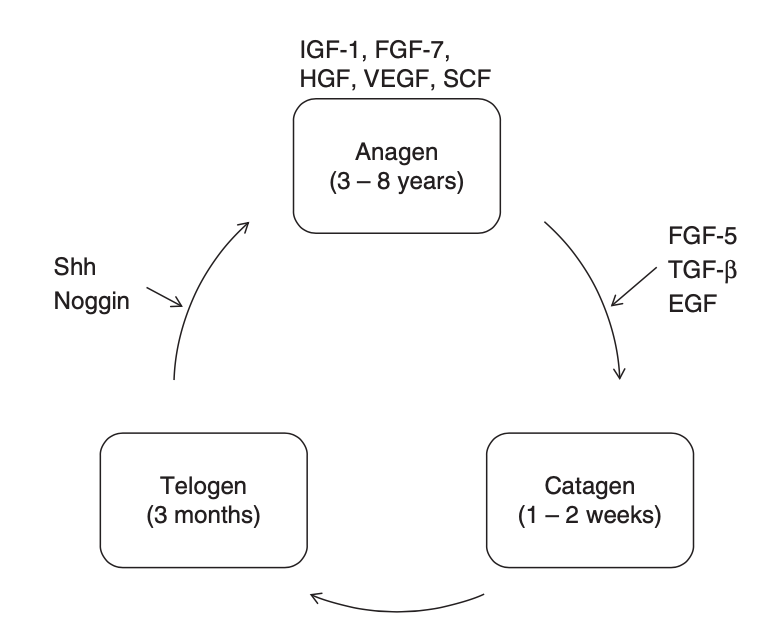 IGF-1, FGF-7,
HGF, VEGF, SCF
Anagen
(3 – 8 years)
FGF-5
TGF-β
EGF
Shh
Noggin
Telogen
(3 months)
Catagen
(1 – 2 weeks)